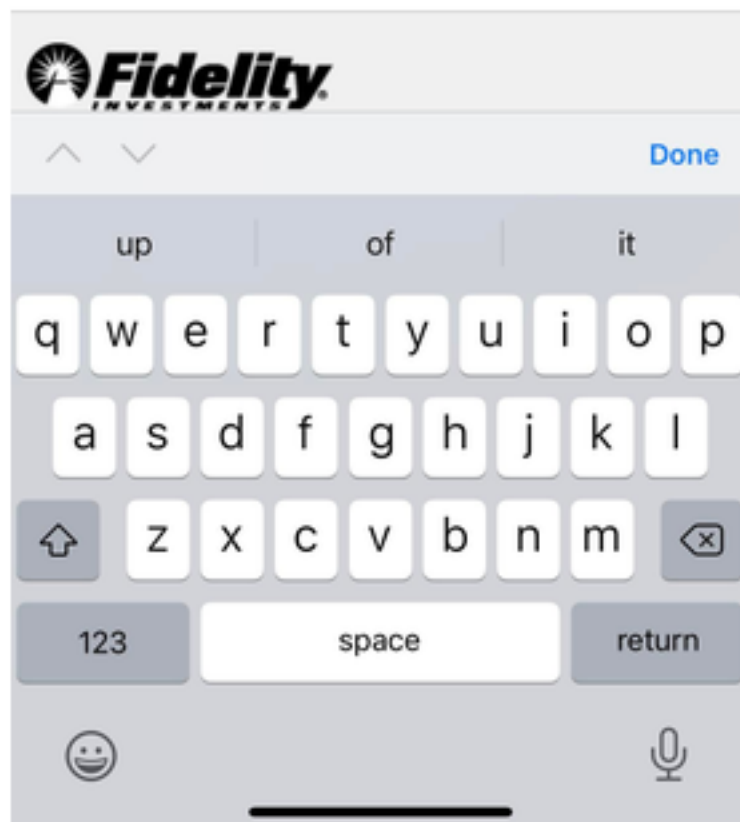 Fidelity
INVESTMENTS®
Done
up of it
q w e r t y u i o p
a s d f g h j k l
z x c v b n m
123 space return